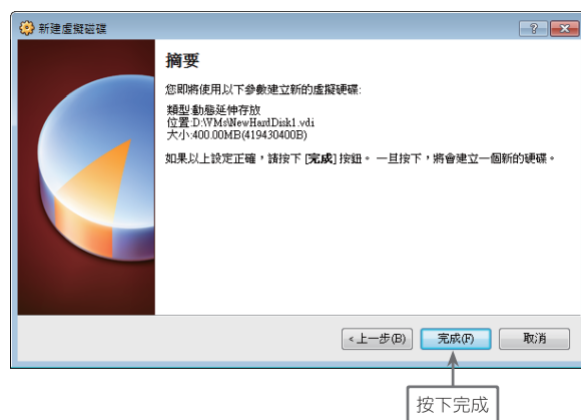 新建虛擬磁碟
摘要
您即將使用以下參數建立新的虛擬硬碟:
類型:動態延伸存放
位置:D:\VMs\NewHardDisk1.vdi
大小:400.00MB(419430400B)
如果以上設定正確，請按下 [完成] 按鈕。 一旦按下，將會建立一個新的硬碟。
<上一步(B)
完成(F)
取消
按下完成